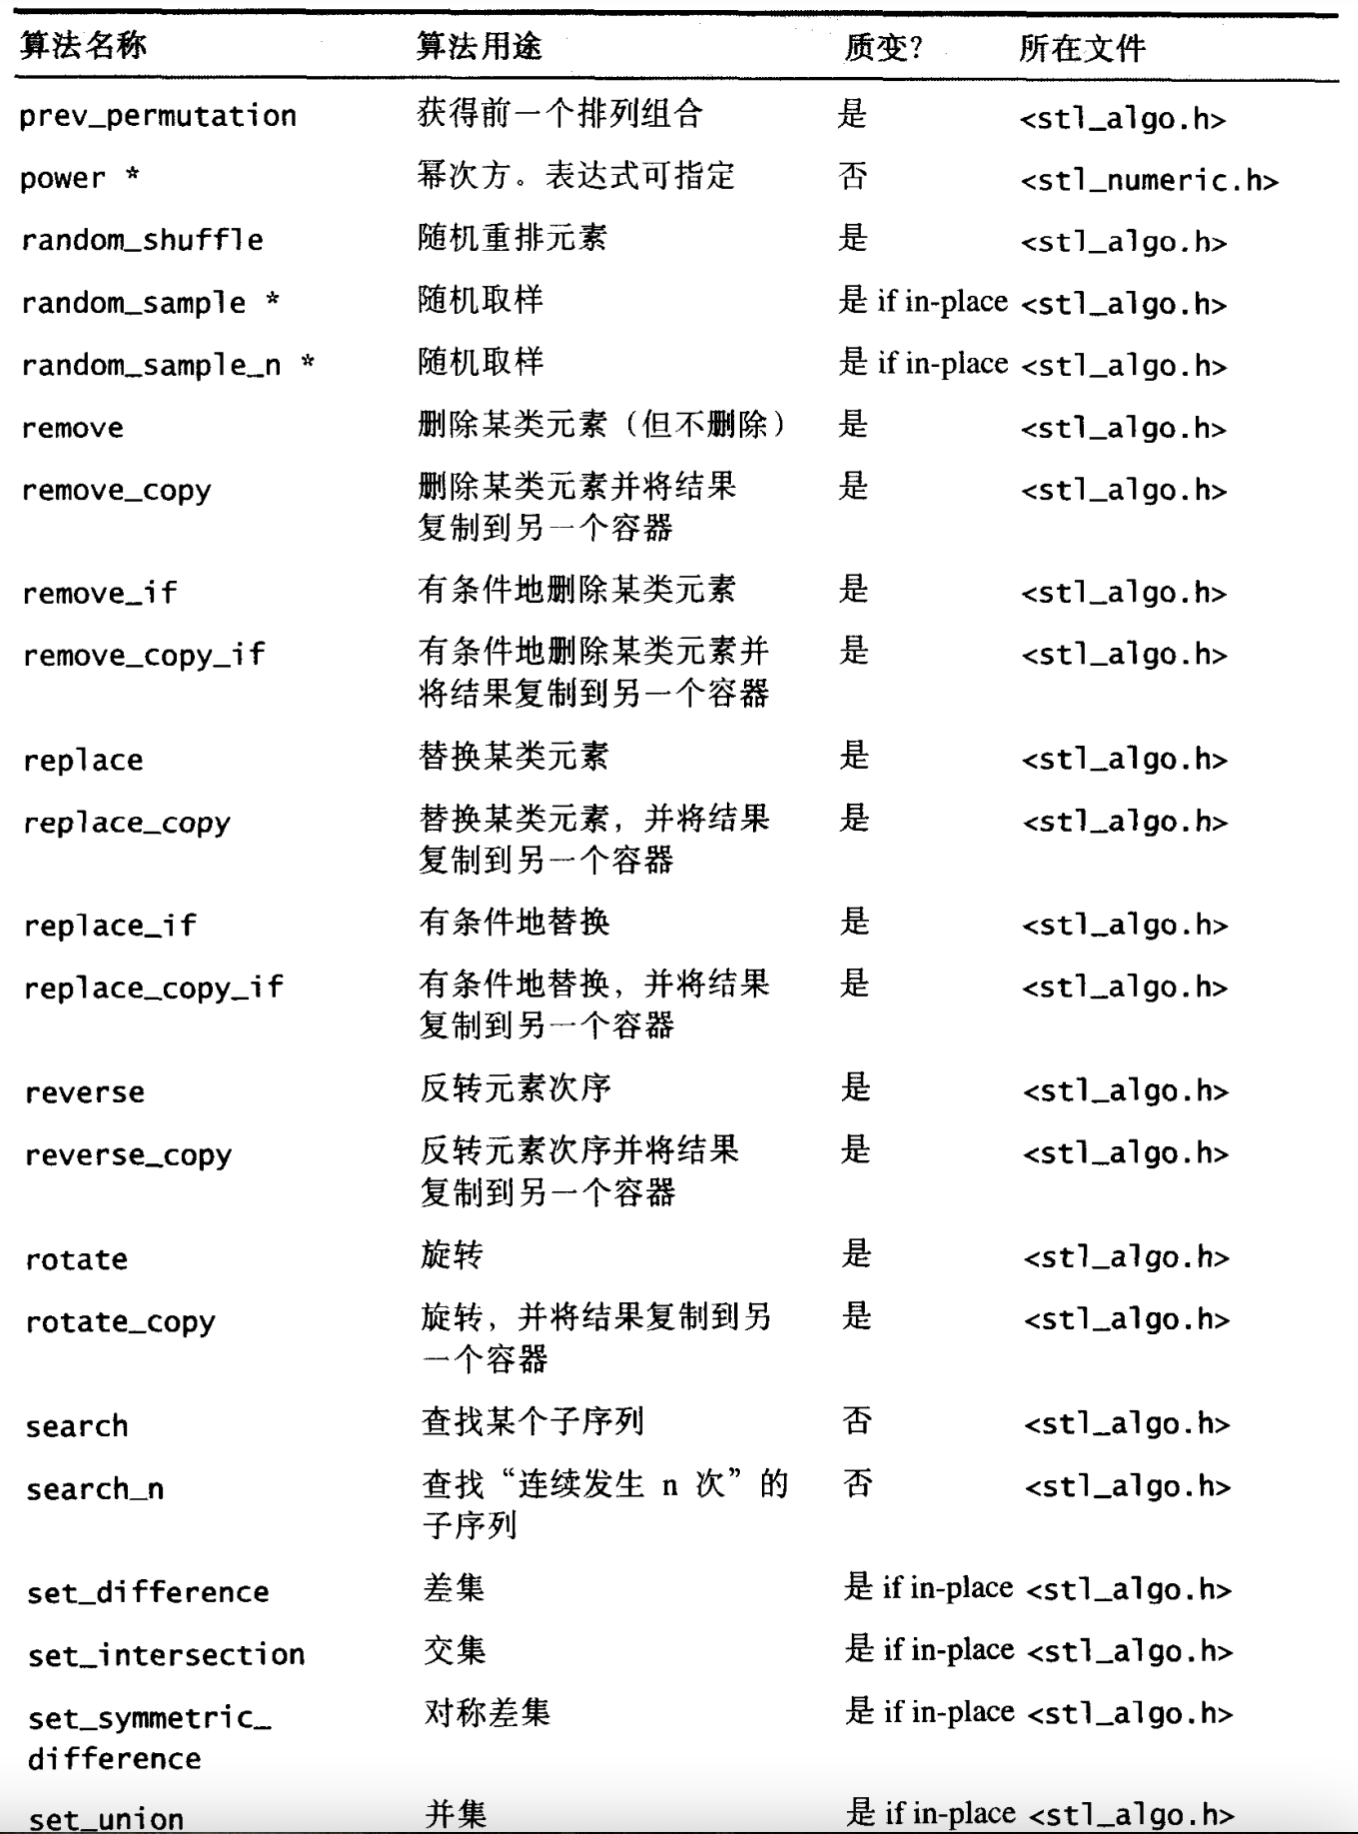 算法名称 算法用途 质变？ 所在文件
prev_permutation 获得前一个排列组合 是 <stl_algo.h>
power * 幂次方。表达式可指定 否 <stl_numeric.h>
random_shuffle 随机重排元素 是 <stl_algo.h>
random_sample * 随机取样 是 if in-place <stl_algo.h>
random_sample_n * 随机取样 是 if in-place <stl_algo.h>
remove 删除某类元素（但不删除） 是 <stl_algo.h>
remove_copy 删除某类元素并将结果 是 <stl_algo.h>
复制到另一个容器
remove_if 有条件地删除某类元素 是 <stl_algo.h>
remove_copy_if 有条件地删除某类元素并 是 <stl_algo.h>
将结果复制到另一个容器
replace 替换某类元素 是 <stl_algo.h>
replace_copy 替换某类元素，并将结果 是 <stl_algo.h>
复制到另一个容器
replace_if 有条件地替换 是 <stl_algo.h>
replace_copy_if 有条件地替换，并将结果 是 <stl_algo.h>
复制到另一个容器
reverse 反转元素次序 是 <stl_algo.h>
reverse_copy 反转元素次序并将结果 是 <stl_algo.h>
复制到另一个容器
rotate 旋转 是 <stl_algo.h>
rotate_copy 旋转，并将结果复制到另 是 <stl_algo.h>
一个容器
search 查找某个子序列 否 <stl_algo.h>
search_n 查找“连续发生 n 次”的 否 <stl_algo.h>
子序列
set_difference 差集 是 if in-place <stl_algo.h>
set_intersection 交集 是 if in-place <stl_algo.h>
set_symmetric_ 对称差集 是 if in-place <stl_algo.h>
difference
set_union 并集 是 if in-place <stl_algo.h>